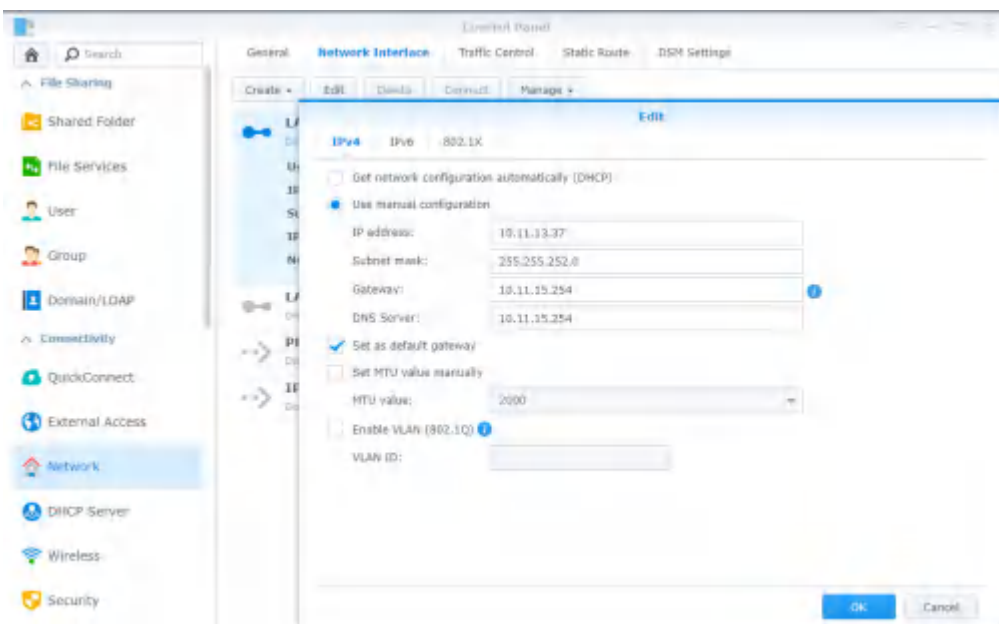 Control Panel
Search
General Network Interface Traffic Control Static Route DSM Settings
File Sharing
Create Edit Delete Connect Manage
Shared Folder
Edit
IPv4 IPv6 802.1X
File Services
Get network configuration automatically (DHCP)
Use manual configuration
User
IP address: 10.11.13.37
Group
Subnet mask: 255.255.252.0
Gateway: 10.11.15.254
Domain/LDAP
DNS Server: 10.11.15.254
Connectivity
Set as default gateway
Set MTU value manually
QuickConnect
MTU value: 2000
External Access
Enable VLAN (802.1Q)
VLAN ID:
Network
DHCP Server
Wireless
Security
OK Cancel